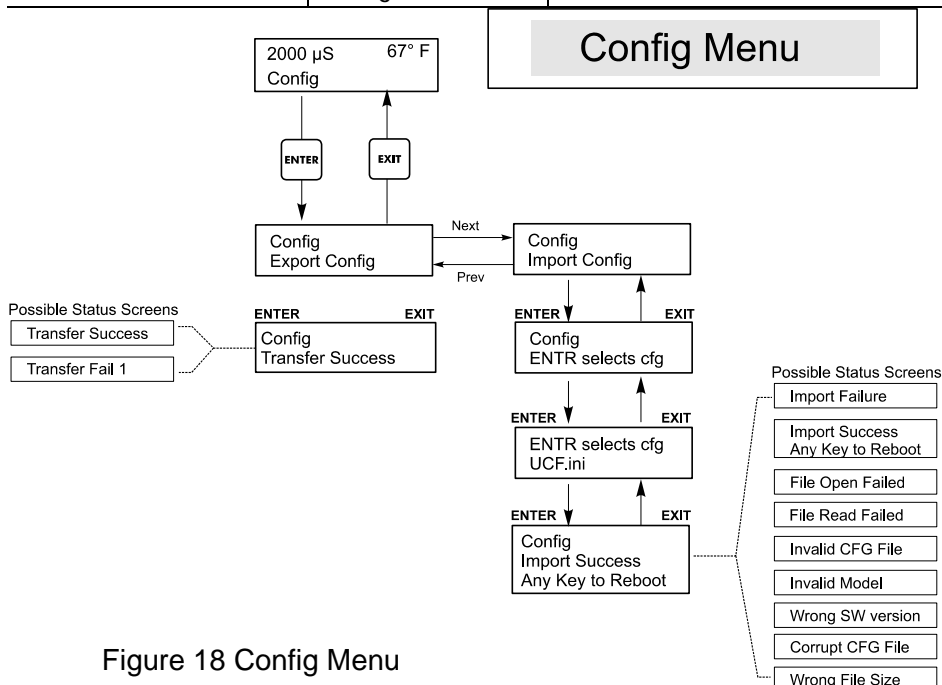 Config Menu
2000 µS 67° F
Config
ENTER
EXIT
Config
Export Config
Next
Prev
Config
Import Config
Possible Status Screens
Transfer Success
Transfer Fail 1
ENTER EXIT
Config
Transfer Success
ENTER EXIT
Config
ENTR selects cfg
ENTER EXIT
ENTR selects cfg
UCF.ini
ENTER EXIT
Config
Import Success
Any Key to Reboot
Possible Status Screens
Import Failure
Import Success
Any Key to Reboot
File Open Failed
File Read Failed
Invalid CFG File
Invalid Model
Wrong SW version
Corrupt CFG File
Wrong File Size
Figure 18 Config Menu